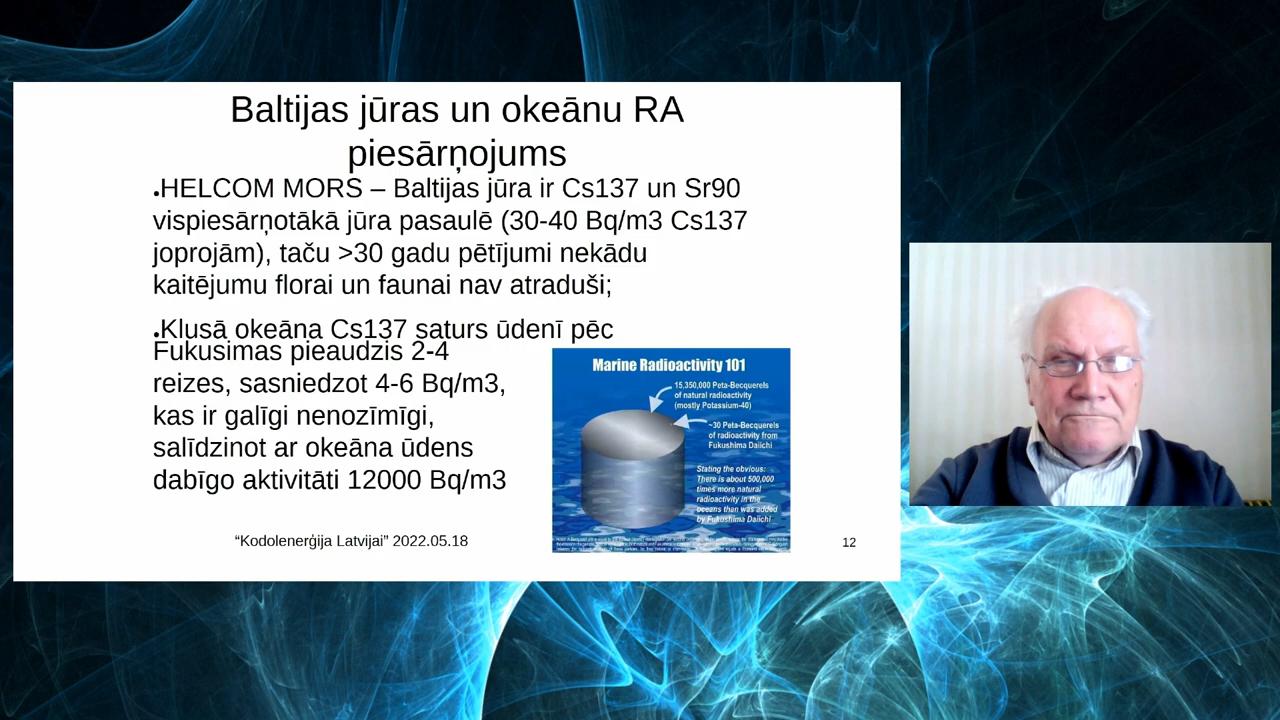 Baltijas jūras un okeānu RA
piesārņojums
•HELCOM MORS – Baltijas jūra ir Cs137 un Sr90
vispiesārņotākā jūra pasaulē (30-40 Bq/m3 Cs137
joprojām), taču >30 gadu pētījumi nekādu
kaitējumu florai un faunai nav atraduši;
•Klusā okeāna Cs137 saturs ūdenī pēc
Fukusimas pieaudzis 2-4
reizes, sasniedzot 4-6 Bq/m3,
kas ir galīgi nenozīmīgi,
salīdzinot ar okeāna ūdens
dabīgo aktivitāti 12000 Bq/m3
Marine Radioactivity 101
15,350,000 Peta-Becquerels
of natural radioactivity
(mostly Potassium-40)
~30 Peta-Becquerels
of radioactivity from
Fukushima Daiichi
Stating the obvious:
There is about 500,000
times more natural
radioactivity in the
oceans than was added
by Fukushima Daiichi
“Kodolenerģija Latvijai” 2022.05.18
12